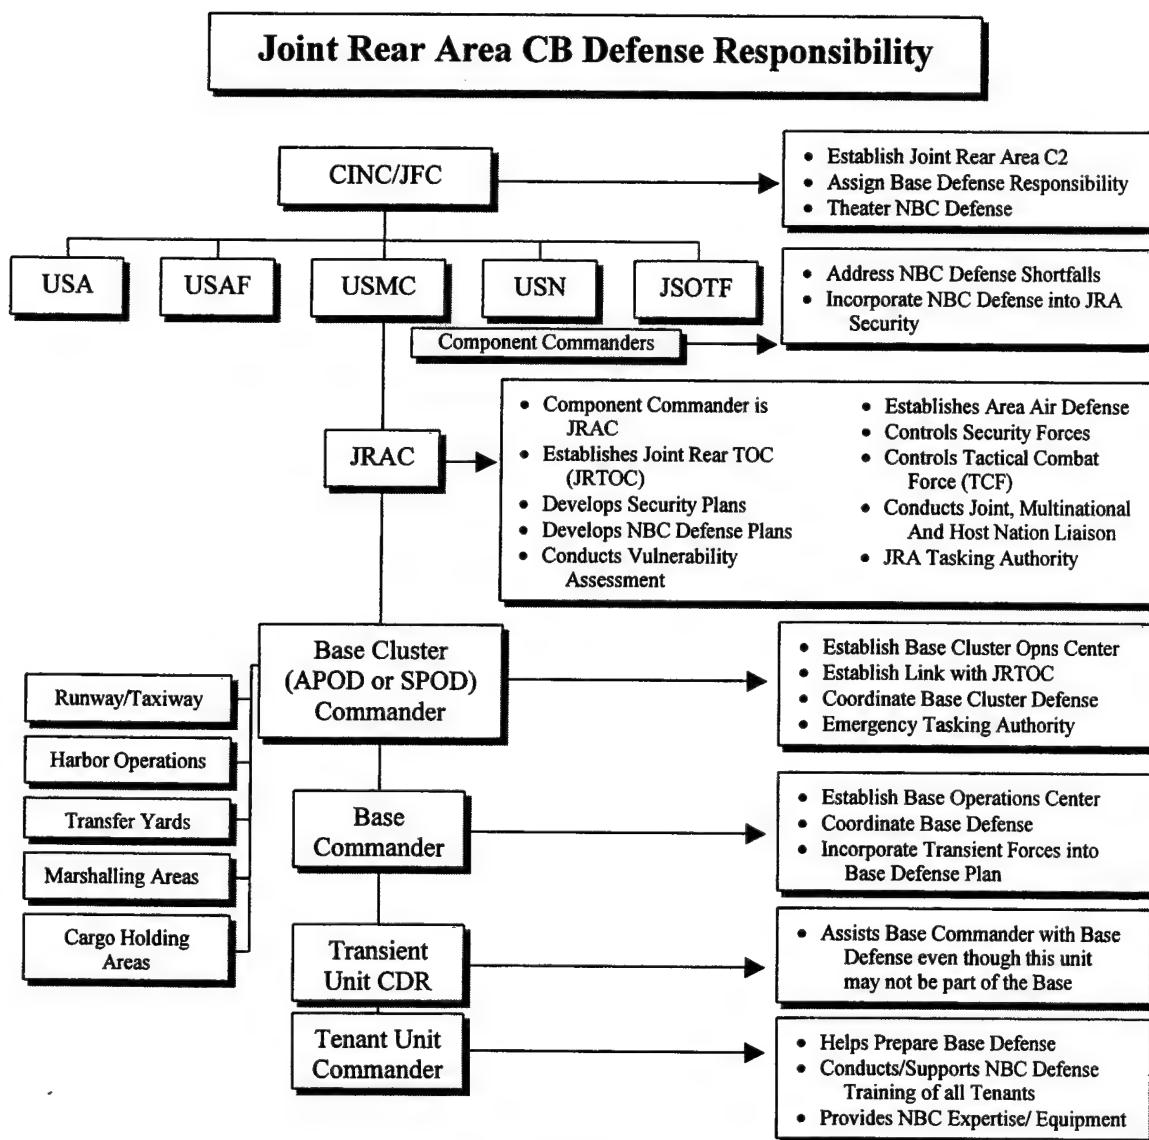 Joint Rear Area CB Defense Responsibility
CINC/JFC
• Establish Joint Rear Area C2
• Assign Base Defense Responsibility
• Theater NBC Defense
USA
USAF
USMC
USN
JSOTF
• Address NBC Defense Shortfalls
• Incorporate NBC Defense into JRA
Security
Component Commanders
JRAC
• Component Commander is
JRAC
• Establishes Joint Rear TOC
(JRTOC)
• Develops Security Plans
• Develops NBC Defense Plans
• Conducts Vulnerability
Assessment
• Establishes Area Air Defense
• Controls Security Forces
• Controls Tactical Combat
Force (TCF)
• Conducts Joint, Multinational
And Host Nation Liaison
• JRA Tasking Authority
Base Cluster
(APOD or SPOD)
Commander
• Establish Base Cluster Opns Center
• Establish Link with JRTOC
• Coordinate Base Cluster Defense
• Emergency Tasking Authority
Runway/Taxiway
Harbor Operations
Transfer Yards
Marshalling Areas
Cargo Holding
Areas
Base
Commander
• Establish Base Operations Center
• Coordinate Base Defense
• Incorporate Transient Forces into
Base Defense Plan
Transient
Unit CDR
• Assists Base Commander with Base
Defense even though this unit
may not be part of the Base
Tenant Unit
Commander
• Helps Prepare Base Defense
• Conducts/Supports NBC Defense
Training of all Tenants
• Provides NBC Expertise/ Equipment